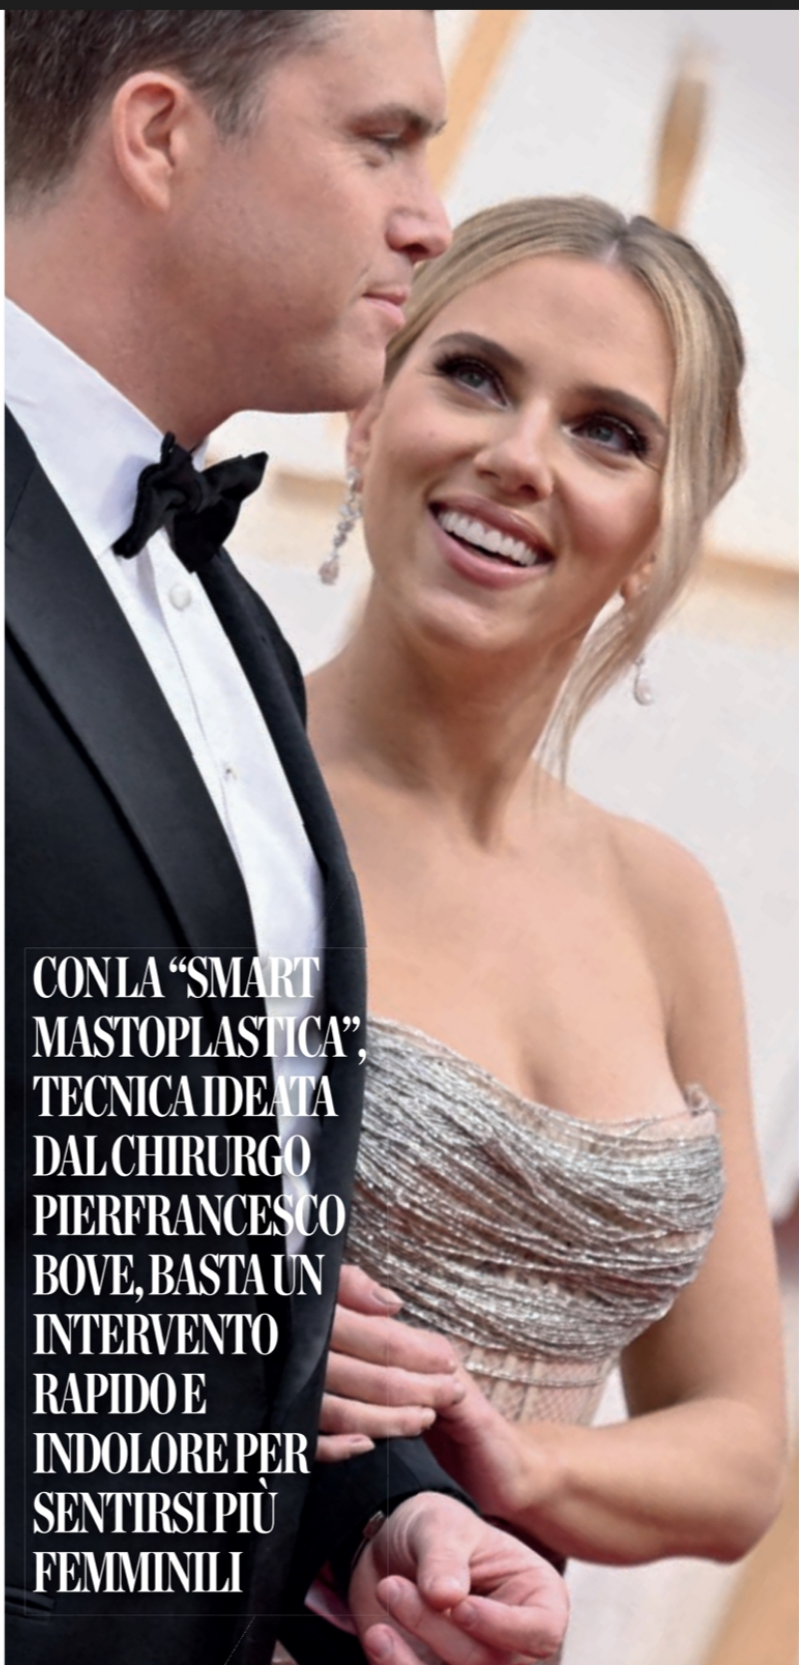 CON LA “SMART
MASTOPLASTICA”,
TECNICA IDEATA
DAL CHIRURGO
PIERFRANCESCO
BOVE, BASTA UN
INTERVENTO
RAPIDO E
INDOLORE PER
SENTIRSI PIÙ
FEMMINILI